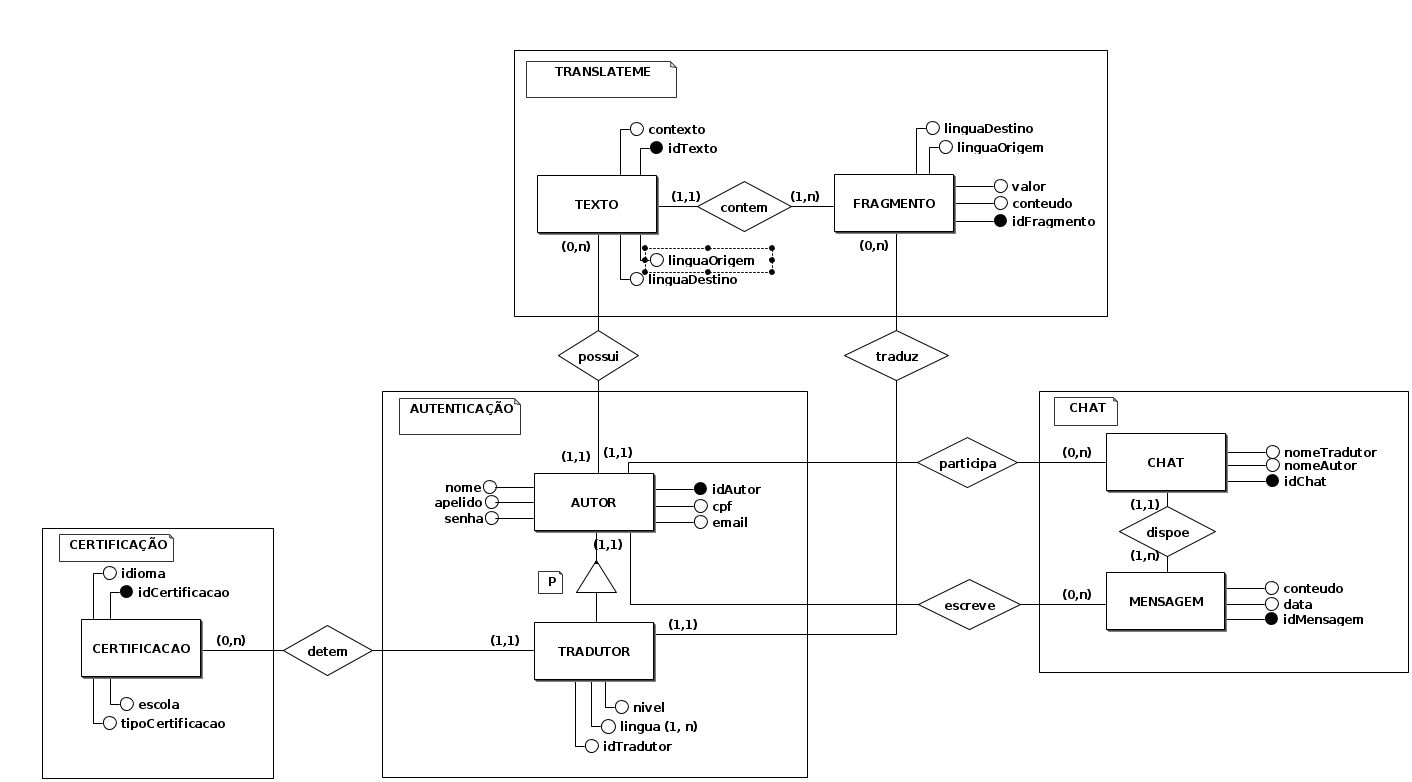 TRANSLATEME
contexto
idTexto
linguaDestino
linguaOrigem
TEXTO
(1,1)
contem
(1,n)
FRAGMENTO
valor
conteudo
idFragmento
(0,n)
linguaOrigem
linguaDestino
(0,n)
possui
traduz
AUTENTICAÇÃO
(1,1)
(1,1)
nome
apelido
senha
AUTOR
idAutor
cpf
email
(1,1)
P
participa
(0,n)
escreve
(0,n)
CHAT
CHAT
nomeTradutor
nomeAutor
idChat
(1,1)
dispoe
(1,n)
MENSAGEM
conteudo
data
idMensagem
CERTIFICAÇÃO
idioma
idCertificacao
CERTIFICACAO
(0,n)
detem
(1,1)
TRADUTOR
(1,1)
escola
tipoCertificacao
nivel
lingua (1, n)
idTradutor